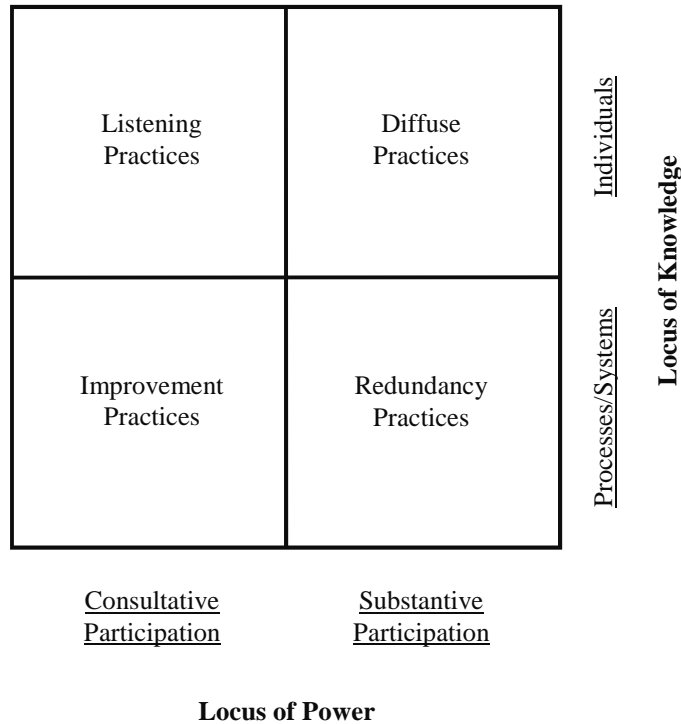 Listening
Practices
Diffuse
Practices
Individuals
Improvement
Practices
Redundancy
Practices
Processes/Systems
Locus of Knowledge
Consultative
Participation
Substantive
Participation
Locus of Power